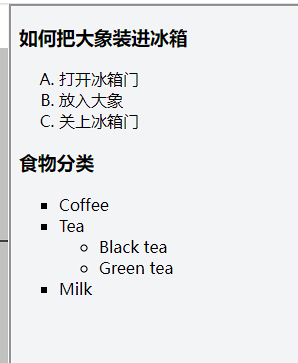 如何把大象装进冰箱
A. 打开冰箱门
B. 放入大象
C. 关上冰箱门
食物分类
Coffee
Tea
Black tea
Green tea
Milk